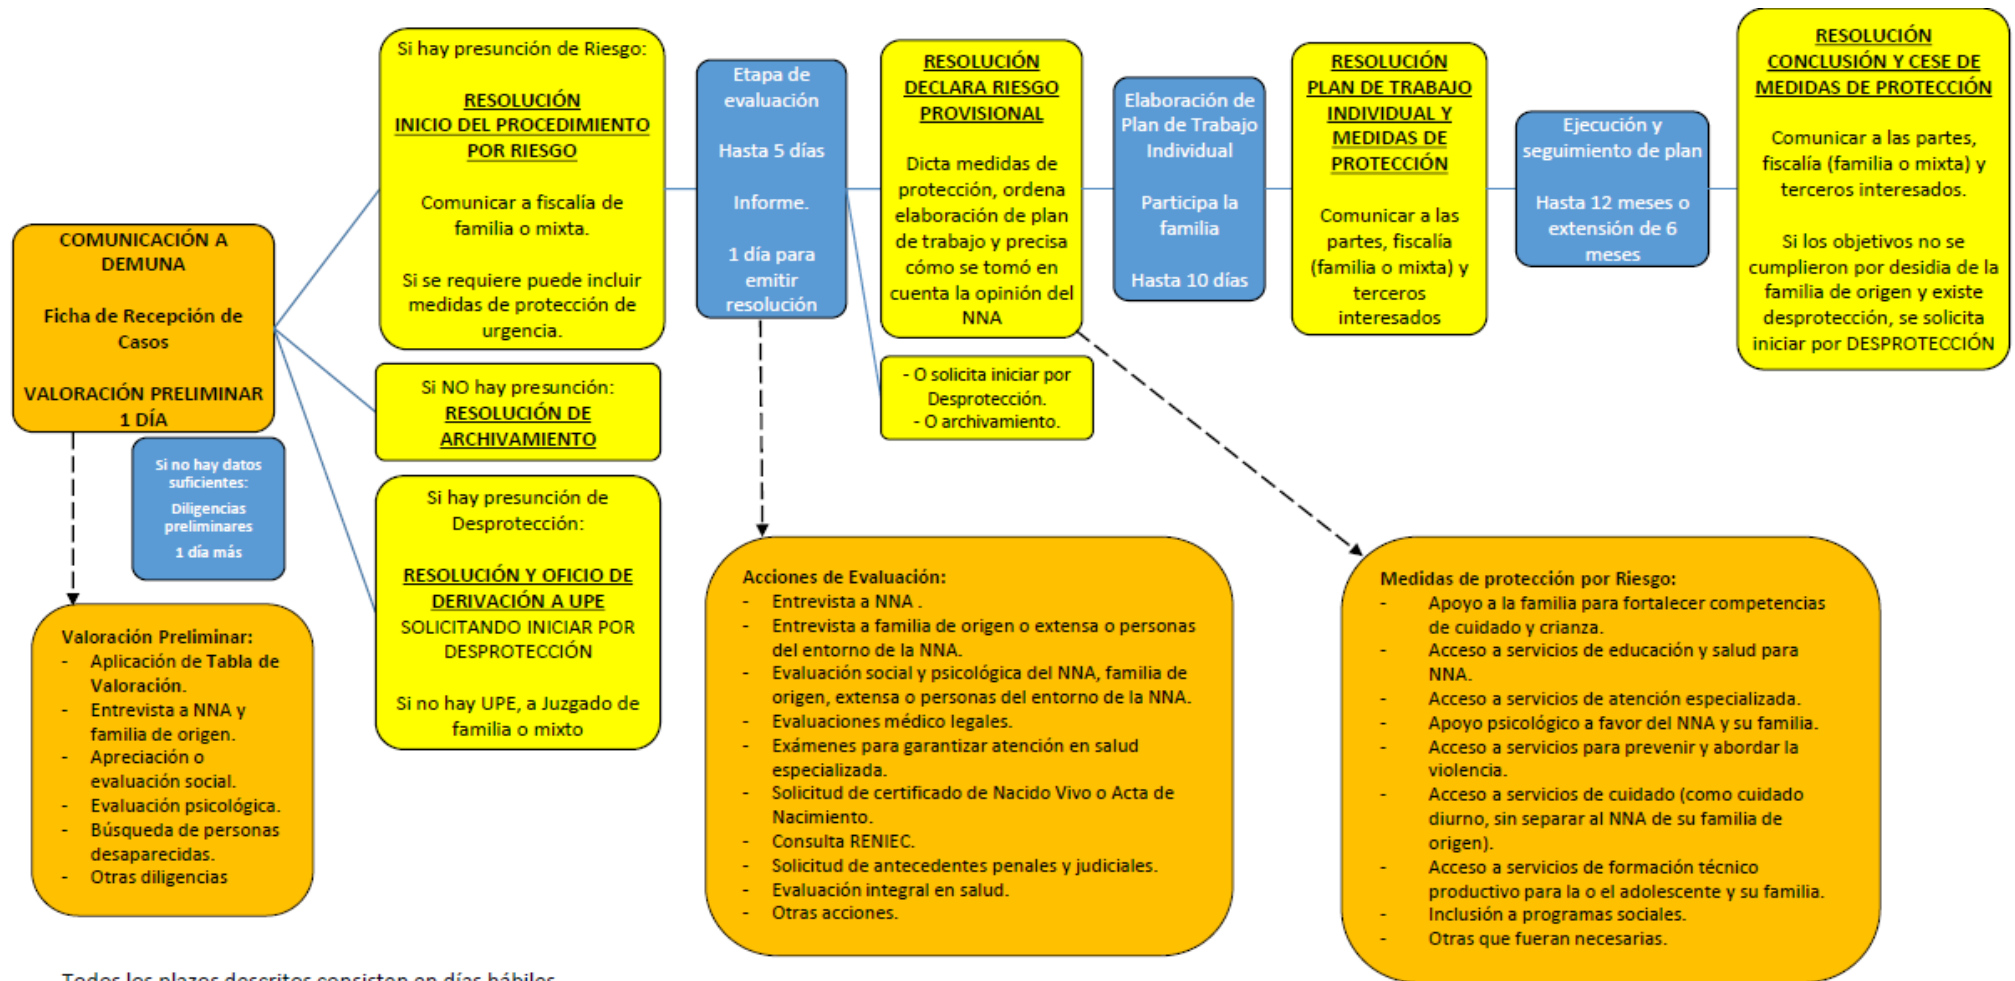 COMUNICACIÓN A
DEMUNA
Ficha de Recepción de
Casos
VALORACIÓN PRELIMINAR
1 DÍA
Si no hay datos
suficientes:
Diligencias
preliminares
1 día más
Valoración Preliminar:
- Aplicación de Tabla de
Valoración.
- Entrevista a NNA y
familia de origen.
- Apreciación o
evaluación social.
- Evaluación psicológica.
- Búsqueda de personas
desaparecidas.
- Otras diligencias
Si hay presunción de Riesgo:
RESOLUCIÓN
INICIO DEL PROCEDIMIENTO
POR RIESGO
Comunicar a fiscalía de
familia o mixta.
Si se requiere puede incluir
medidas de protección de
urgencia.
Si NO hay presunción:
RESOLUCIÓN DE
ARCHIVAMIENTO
Si hay presunción de
Desprotección:
RESOLUCIÓN Y OFICIO DE
DERIVACIÓN A UPE
SOLICITANDO INICIAR POR
DESPROTECCIÓN
Si no hay UPE, a Juzgado de
familia o mixto
Etapa de
evaluación
Hasta 5 días
Informe.
1 día para
emitir
resolución
RESOLUCIÓN
DECLARA RIESGO
PROVISIONAL
Dicta medidas de
protección, ordena
elaboración de plan
de trabajo y precisa
cómo se tomó en
cuenta la opinión del
NNA
- O solicita iniciar por
Desprotección.
- O archivamiento.
Elaboración de
Plan de Trabajo
Individual
Participa la
familia
Hasta 10 días
RESOLUCIÓN
PLAN DE TRABAJO
INDIVIDUAL Y
MEDIDAS DE
PROTECCIÓN
Comunicar a las
partes, fiscalía
(familia o mixta) y
terceros
interesados
Ejecución y
seguimiento de plan
Hasta 12 meses o
extensión de 6
meses
RESOLUCIÓN
CONCLUSIÓN Y CESE DE
MEDIDAS DE PROTECCIÓN
Comunicar a las partes,
fiscalía (familia o mixta) y
terceros interesados.
Si los objetivos no se
cumplieron por desidia de la
familia de origen y existe
desprotección, se solicita
iniciar por DESPROTECCIÓN
Acciones de Evaluación:
- Entrevista a NNA .
- Entrevista a familia de origen o extensa o personas
del entorno de la NNA.
- Evaluación social y psicológica del NNA, familia de
origen, extensa o personas del entorno de la NNA.
- Evaluaciones médico legales.
- Exámenes para garantizar atención en salud
especializada.
- Solicitud de certificado de Nacido Vivo o Acta de
Nacimiento.
- Consulta RENIEC.
- Solicitud de antecedentes penales y judiciales.
- Evaluación integral en salud.
- Otras acciones.
Medidas de protección por Riesgo:
- Apoyo a la familia para fortalecer competencias
de cuidado y crianza.
- Acceso a servicios de educación y salud para
NNA.
- Acceso a servicios de atención especializada.
- Apoyo psicológico a favor del NNA y su familia.
- Acceso a servicios para prevenir y abordar la
violencia.
- Acceso a servicios de cuidado (como cuidado
diurno, sin separar al NNA de su familia de
origen).
- Acceso a servicios de formación técnico
productivo para la o el adolescente y su familia.
- Inclusión a programas sociales.
- Otras que fueran necesarias.
Todos los plazos descritos consisten en días hábiles